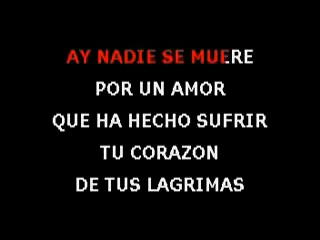 AY NADIE SE MUERE
POR UN AMOR
QUE HA HECHO SUFRIR
TU CORAZON
DE TUS LAGRIMAS